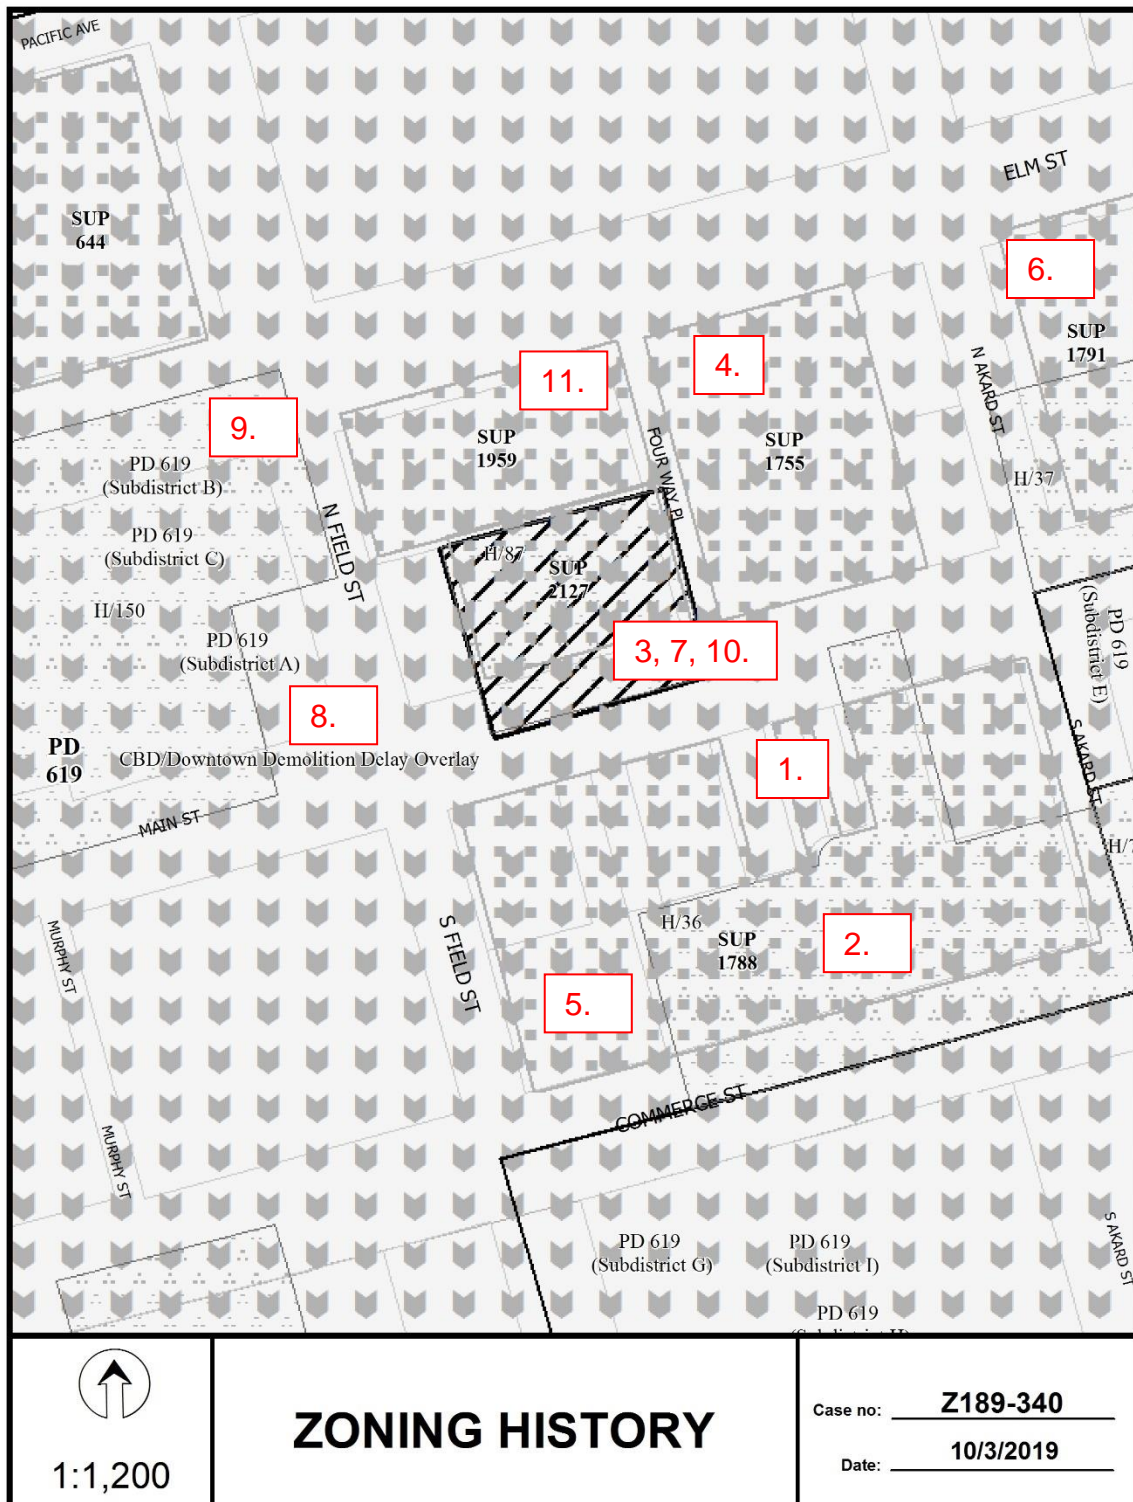 PACIFIC AVE
ELM ST
SUP
644
6.
SUP
1791
N AKARD ST
4.
11.
9.
SUP
1959
SUP
1755
FOUR WAY PL
PD 619
(Subdistrict B)
H/37
N FIELD ST
PD 619
(Subdistrict C)
H/87
SUP
2127
H/150
PD 619
(Subdistrict E)
PD 619
(Subdistrict A)
3, 7, 10.
8.
PD
619
CBD/Downtown Demolition Delay Overlay
1.
S AKARD ST
MAIN ST
H/7
H/36
SUP
1788
2.
MURPHY ST
S FIELD ST
5.
COMMERCE ST
MURPHY ST
PD 619
(Subdistrict G)
PD 619
(Subdistrict I)
S AKARD ST
PD 619
(Subdistrict H)
1:1,200
ZONING HISTORY
Case no: Z189-340
Date: 10/3/2019